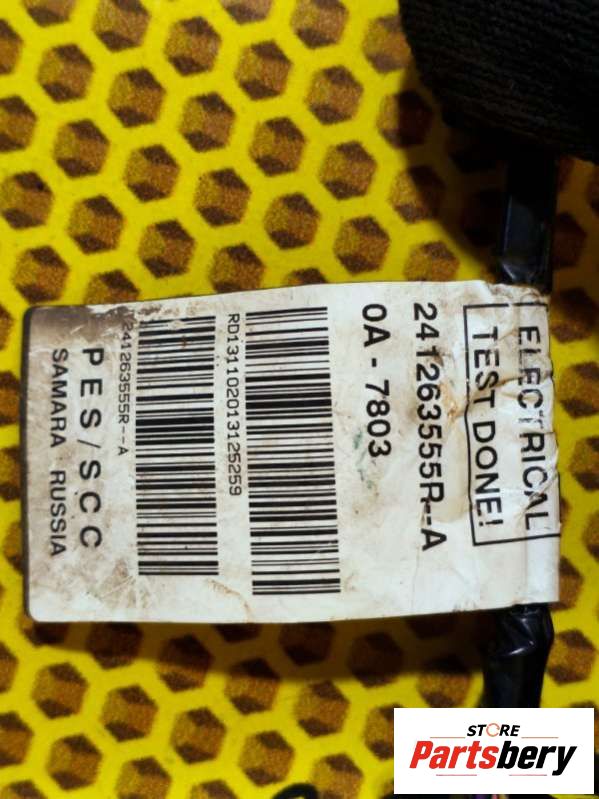 ELECTRICAL
TEST DONE!
241263555R--A
0A-7803
RD131102013125259
241263555R--A
PES/SCC
SAMARA RUSSIA
STORE
Partsbery